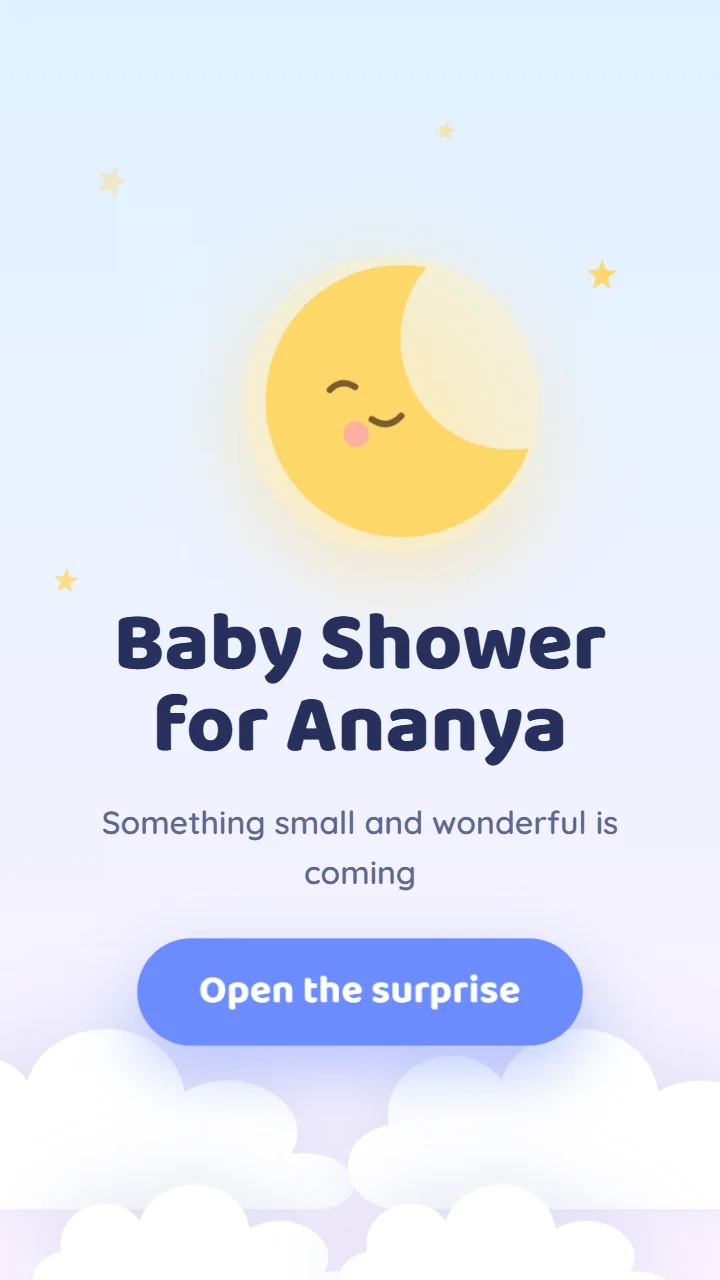 Baby Shower
for Ananya
Something small and wonderful is
coming
Open the surprise